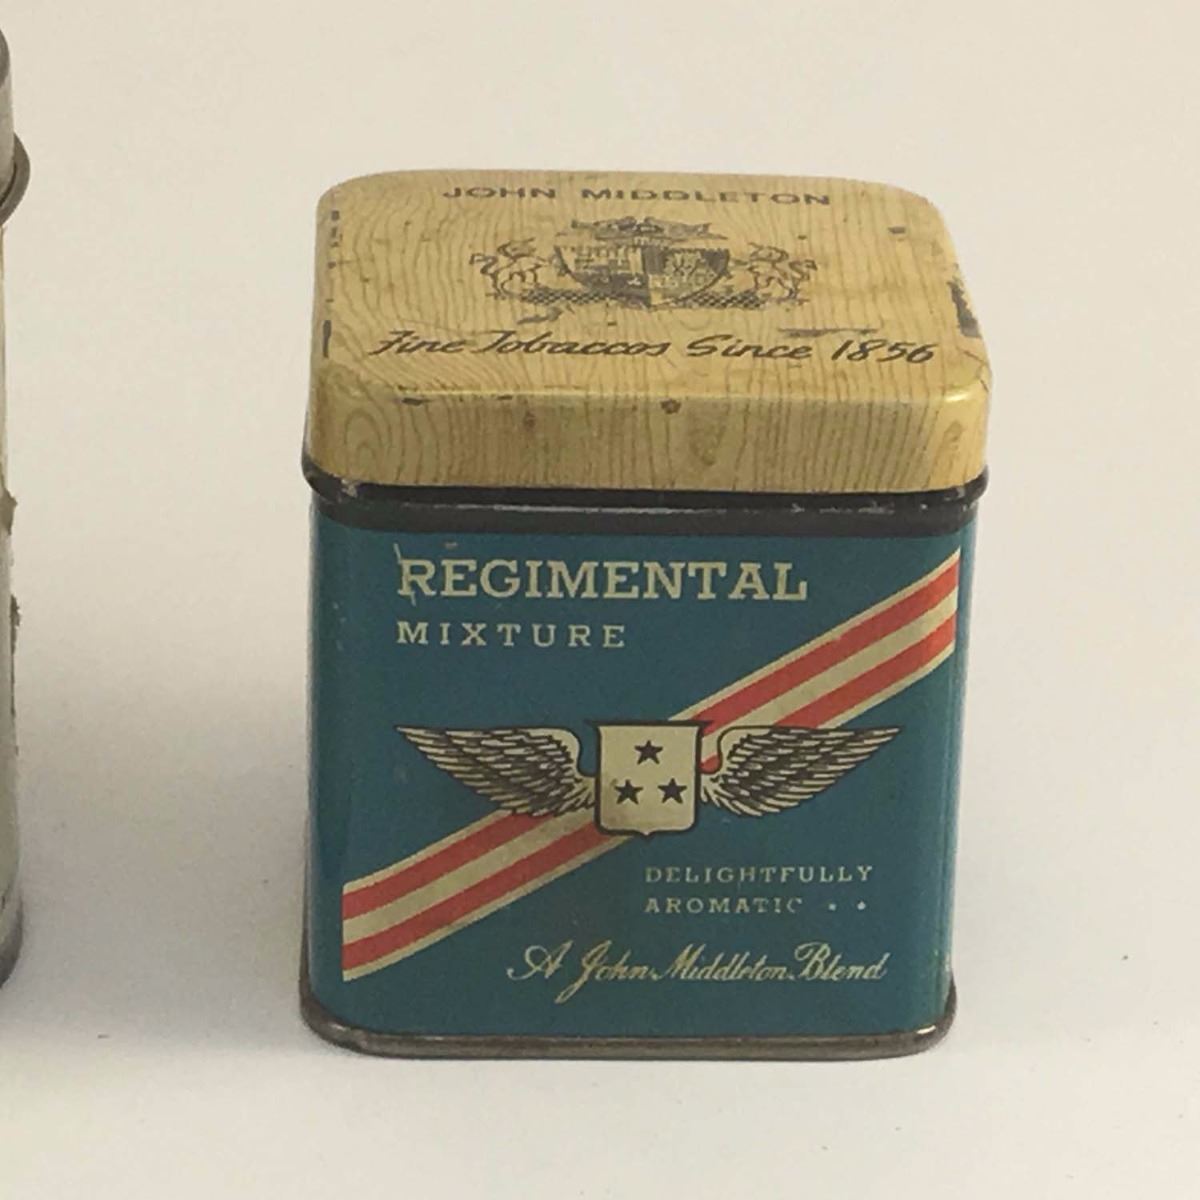 JOHN MIDDLETON
Fine Tobaccos Since 1856
REGIMENTAL
MIXTURE
DELIGHTFULLY
AROMATIC
A John Middleton Blend